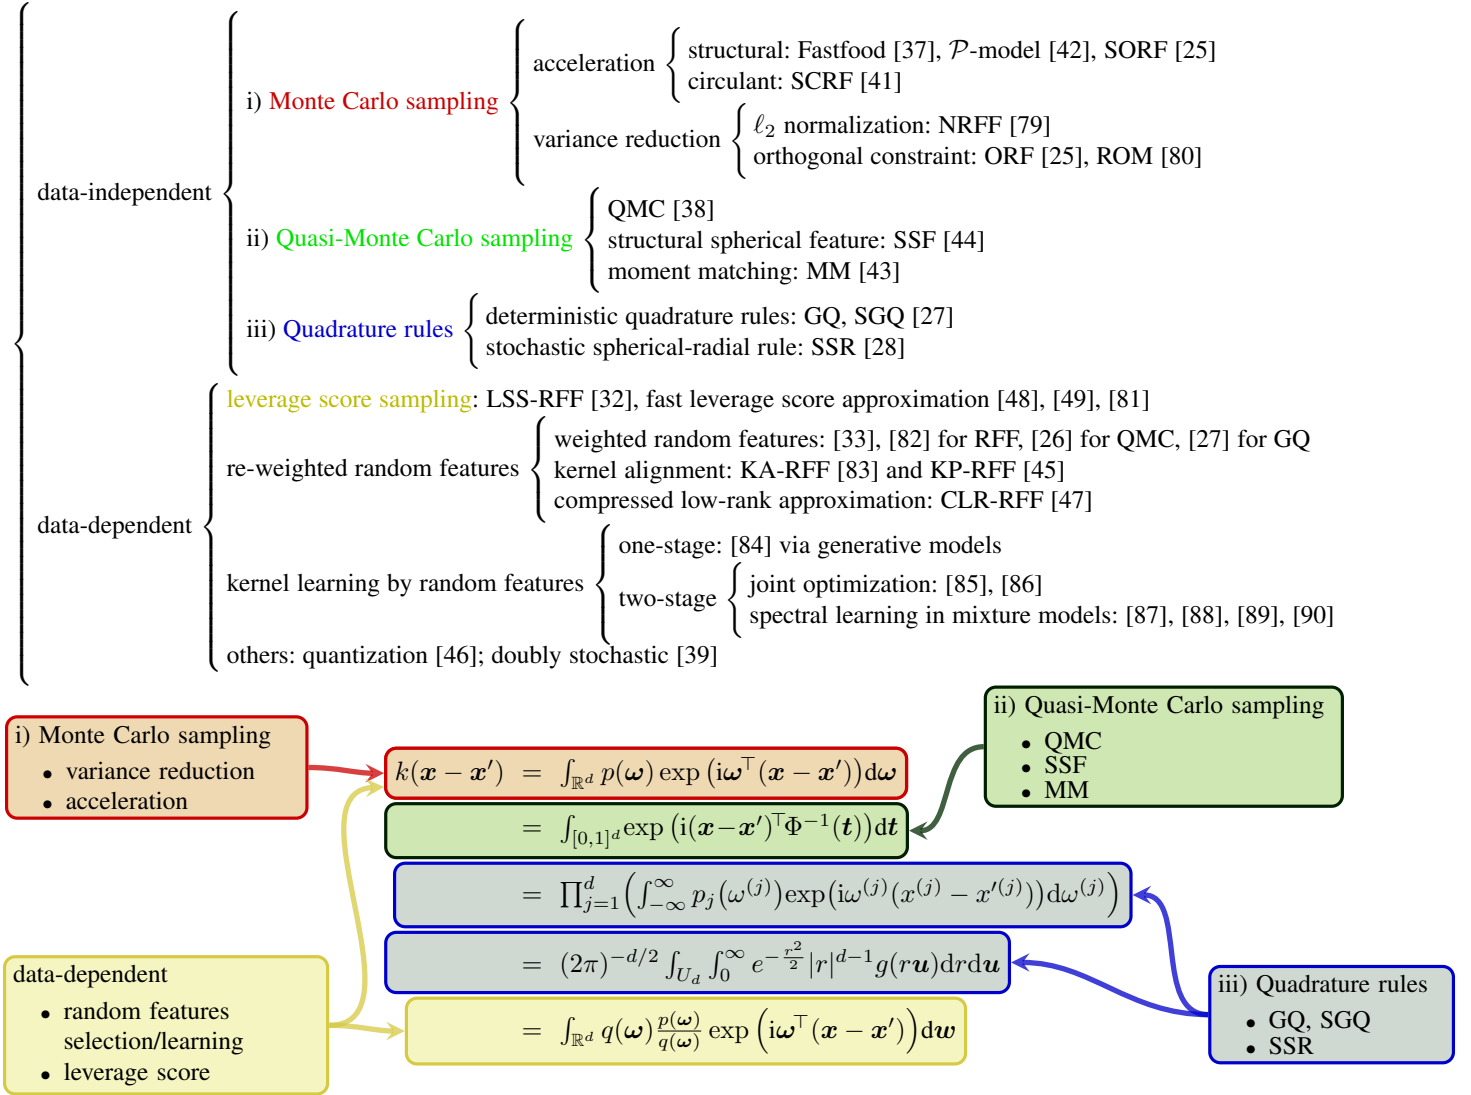 acceleration
structural: Fastfood [37], 𝒫-model [42], SORF [25]
circulant: SCRF [41]
i) Monte Carlo sampling
variance reduction
ℓ₂ normalization: NRFF [79]
orthogonal constraint: ORF [25], ROM [80]
data-independent
ii) Quasi-Monte Carlo sampling
QMC [38]
structural spherical feature: SSF [44]
moment matching: MM [43]
iii) Quadrature rules
deterministic quadrature rules: GQ, SGQ [27]
stochastic spherical-radial rule: SSR [28]
data-dependent
leverage score sampling: LSS-RFF [32], fast leverage score approximation [48], [49], [81]
re-weighted random features
weighted random features: [33], [82] for RFF, [26] for QMC, [27] for GQ
kernel alignment: KA-RFF [83] and KP-RFF [45]
compressed low-rank approximation: CLR-RFF [47]
kernel learning by random features
one-stage: [84] via generative models
two-stage
joint optimization: [85], [86]
spectral learning in mixture models: [87], [88], [89], [90]
others: quantization [46]; doubly stochastic [39]
i) Monte Carlo sampling
• variance reduction
• acceleration
ii) Quasi-Monte Carlo sampling
• QMC
• SSF
• MM
k(x − x′) = ∫_{ℝ^d} p(ω) exp (iω^⊤(x − x′))dω
= ∫_{[0,1]^d} exp (i(x−x′)^⊤Φ^{−1}(t))dt
= ∏_{j=1}^d (∫_{−∞}^∞ p_j(ω^{(j)})exp(iω^{(j)}(x^{(j)} − x′^{(j)}))dω^{(j)})
= (2π)^{−d/2} ∫_{U_d} ∫_0^∞ e^{−r²/2} |r|^{d−1} g(ru)drdu
= ∫_{ℝ^d} q(ω) p(ω)/q(ω) exp (iω^⊤(x − x′))dw
data-dependent
• random features
selection/learning
• leverage score
iii) Quadrature rules
• GQ, SGQ
• SSR